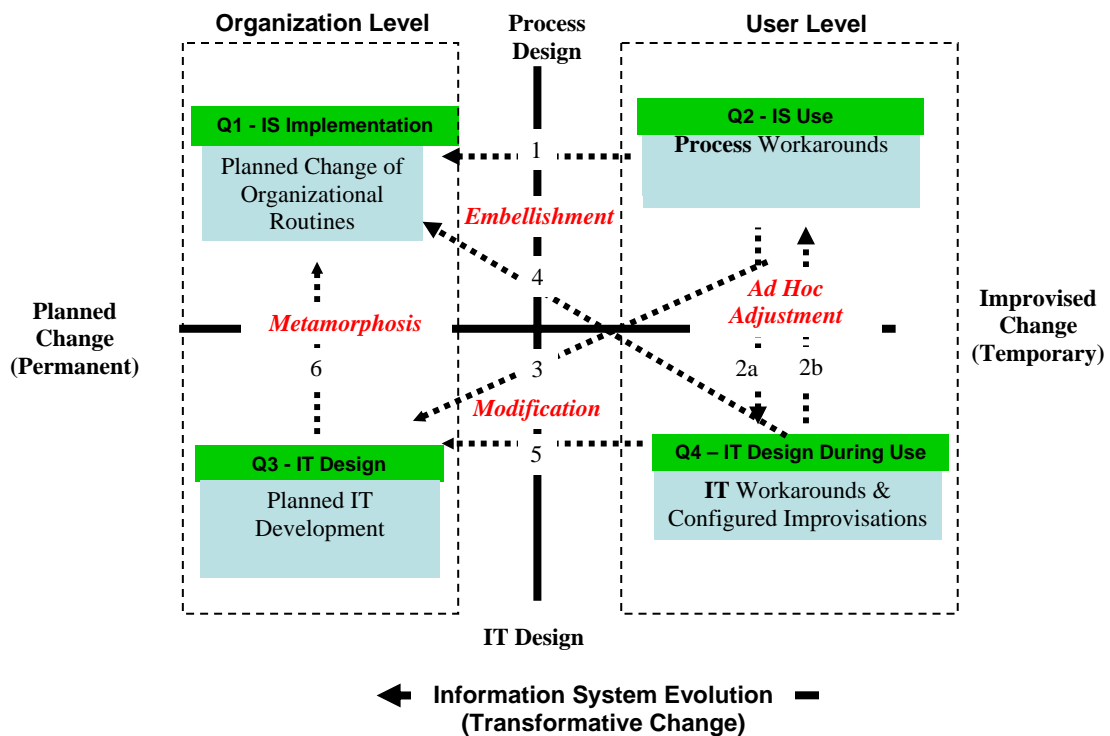 Organization Level
Process
Design
User Level
Q1 - IS Implementation
Planned Change of
Organizational
Routines
Q2 - IS Use
Process Workarounds
1
Embellishment
4
Planned
Change
(Permanent)
Metamorphosis
Ad Hoc
Adjustment
Improvised
Change
(Temporary)
6
3
2a
2b
Modification
5
Q3 - IT Design
Planned IT
Development
Q4 – IT Design During Use
IT Workarounds &
Configured Improvisations
IT Design
Information System Evolution
(Transformative Change)